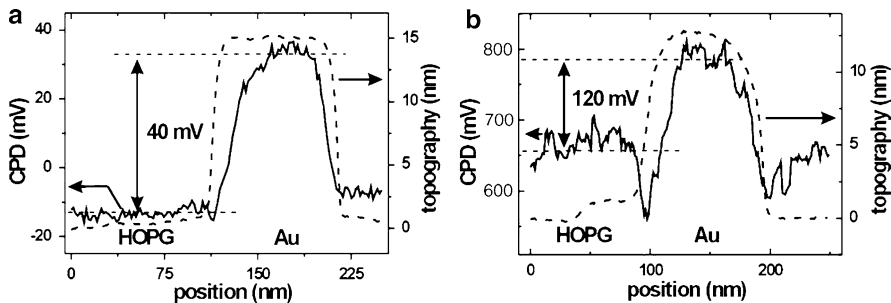 a
40
20
0
-20
CPD (mV)
40 mV
HOPG
Au
0
75
150
225
position (nm)
15
10
5
0
topography (nm)
b
800
700
600
CPD (mV)
120 mV
HOPG
Au
0
100
200
position (nm)
10
5
0
topography (nm)